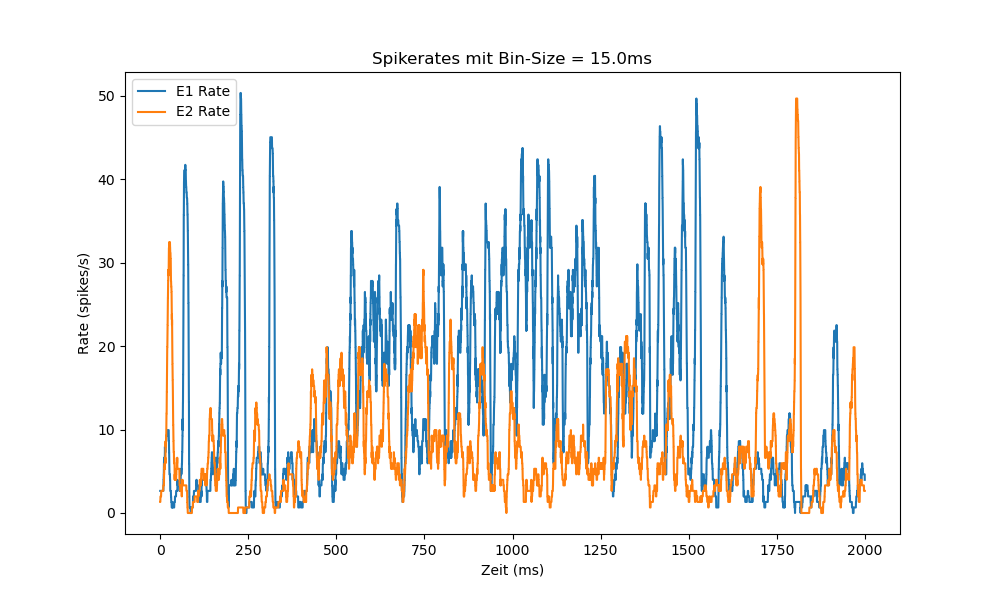 Spikerates mit Bin-Size = 15.0ms
E1 Rate
E2 Rate
50
40
30
20
10
0
Rate (spikes/s)
0 250 500 750 1000 1250 1500 1750 2000
Zeit (ms)